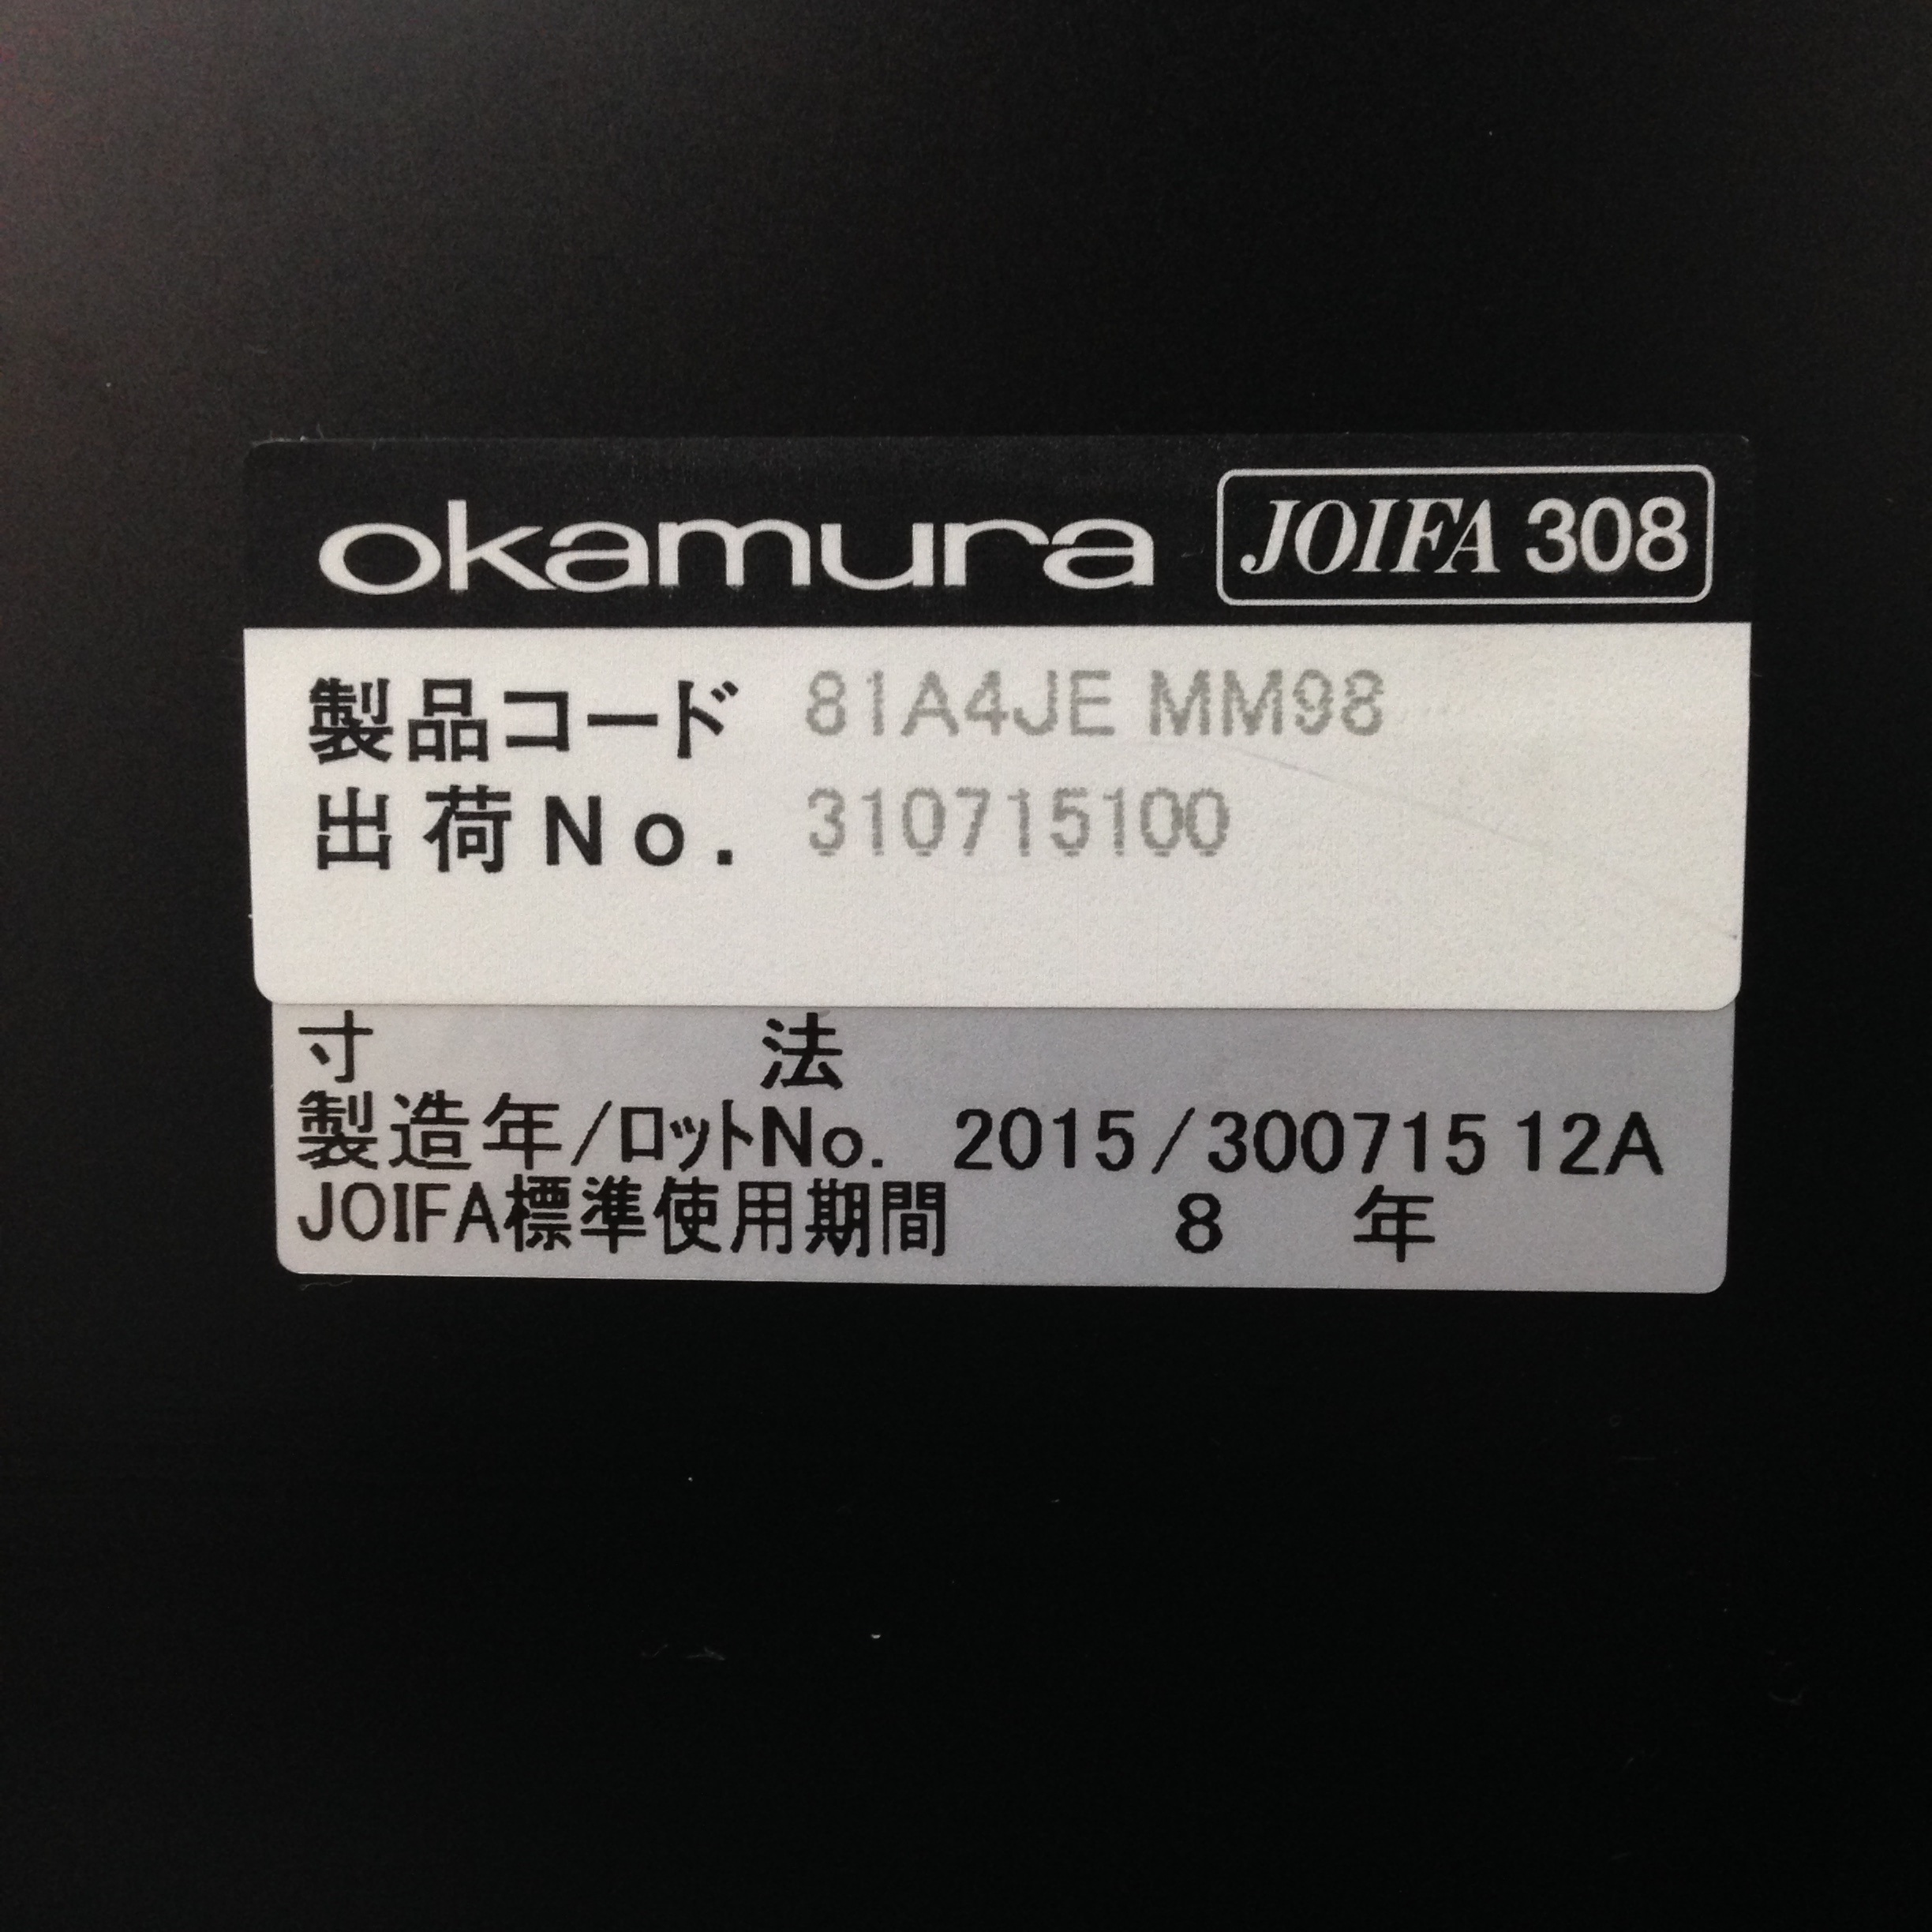 okamura JOIFA 308
製品コード 81A4JE MM98
出荷No. 310715100
寸 法
製造年/ロットNo. 2015/300715 12A
JOIFA標準使用期間 8 年